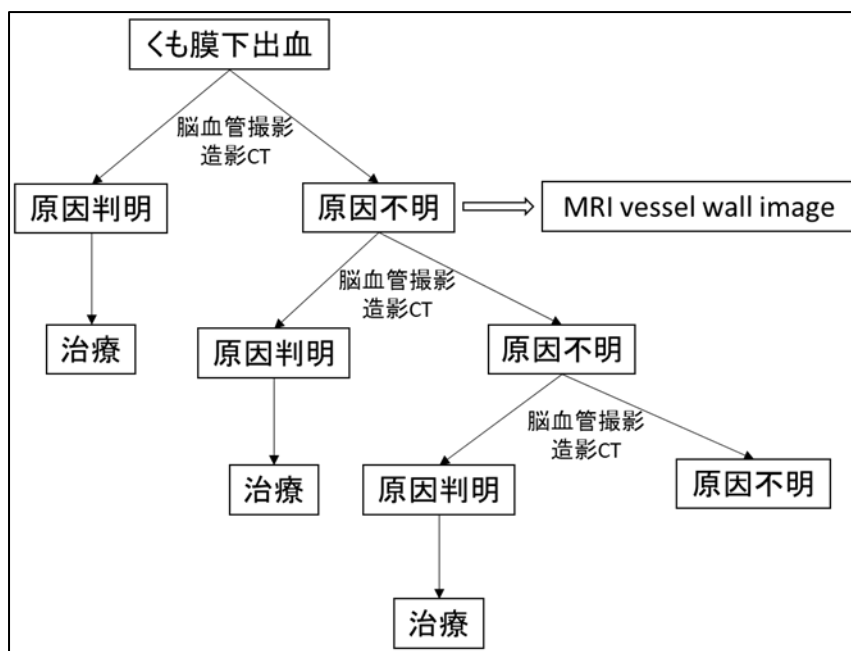 くも膜下出血
脳血管撮影
造影CT
原因判明
原因不明
MRI vessel wall image
脳血管撮影
造影CT
治療
原因判明
原因不明
脳血管撮影
造影CT
治療
原因判明
原因不明
治療